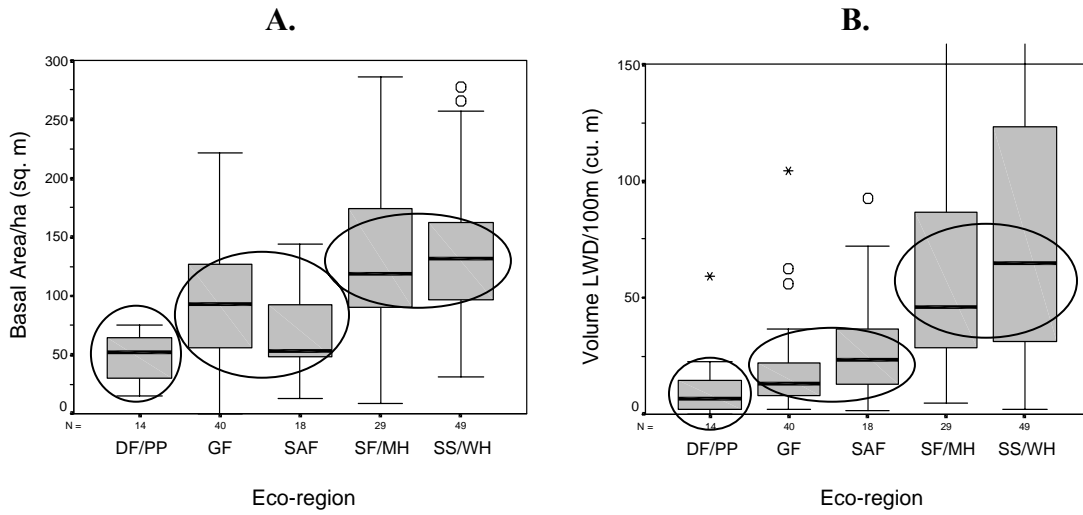 A.
B.
Basal Area/ha (sq. m)
300
250
200
150
100
50
0
N = 14 40 18 29 49
DF/PP GF SAF SF/MH SS/WH
Eco-region
Volume LWD/100m (cu. m)
150
100
50
0
N = 14 40 18 29 49
DF/PP GF SAF SF/MH SS/WH
Eco-region